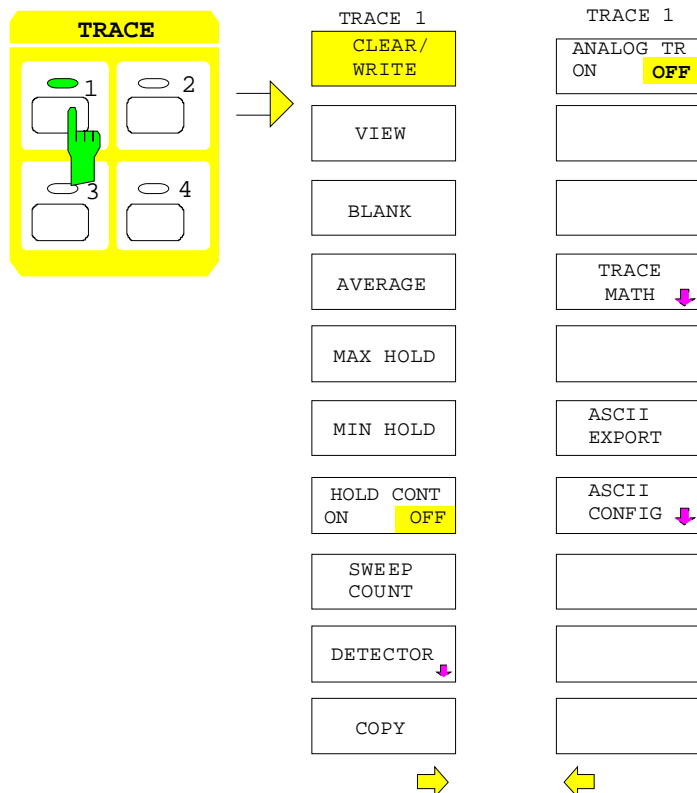 TRACE
1
2
3
4
TRACE 1
CLEAR/
WRITE
VIEW
BLANK
AVERAGE
MAX HOLD
MIN HOLD
HOLD CONT
ON OFF
SWEEP
COUNT
DETECTOR
COPY
TRACE 1
ANALOG TR
ON OFF
TRACE
MATH
ASCII
EXPORT
ASCII
CONFIG